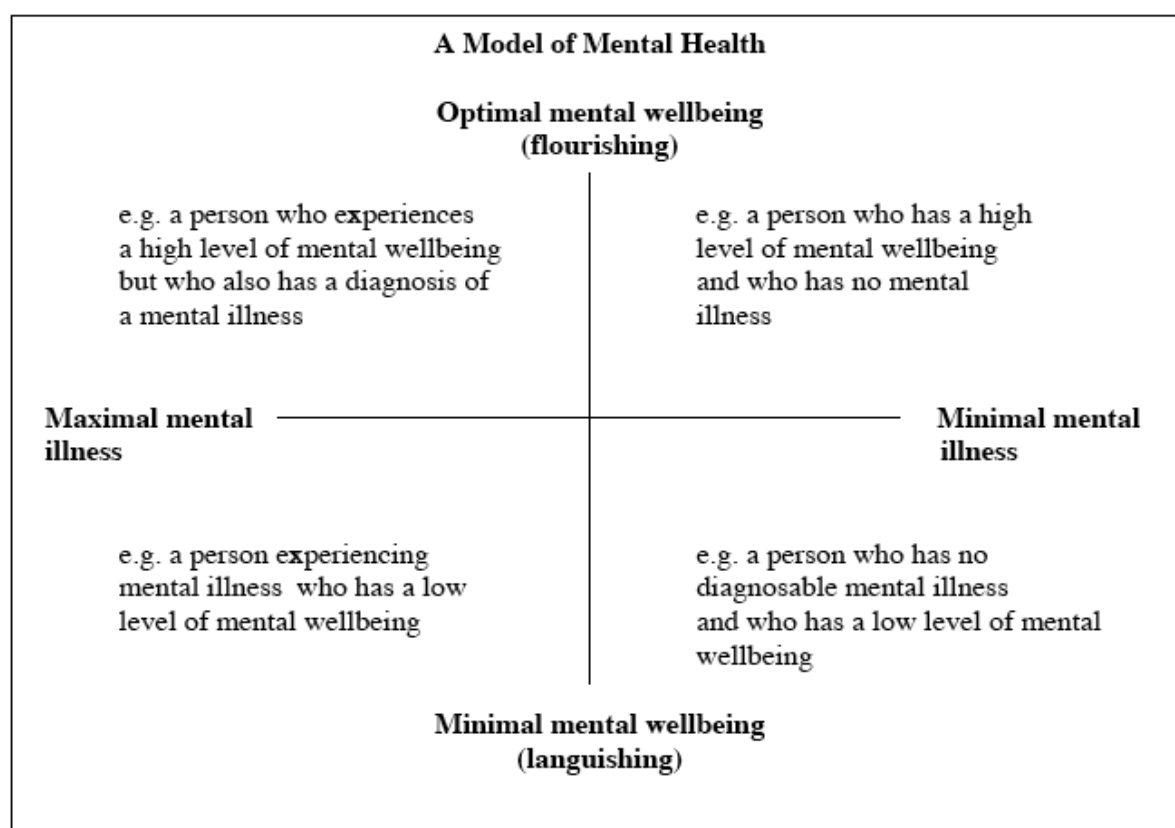 A Model of Mental Health
Optimal mental wellbeing
(flourishing)
e.g. a person who experiences
a high level of mental wellbeing
but who also has a diagnosis of
a mental illness
e.g. a person who has a high
level of mental wellbeing
and who has no mental
illness
Maximal mental
illness
Minimal mental
illness
e.g. a person experiencing
mental illness who has a low
level of mental wellbeing
e.g. a person who has no
diagnosable mental illness
and who has a low level of mental
wellbeing
Minimal mental wellbeing
(languishing)